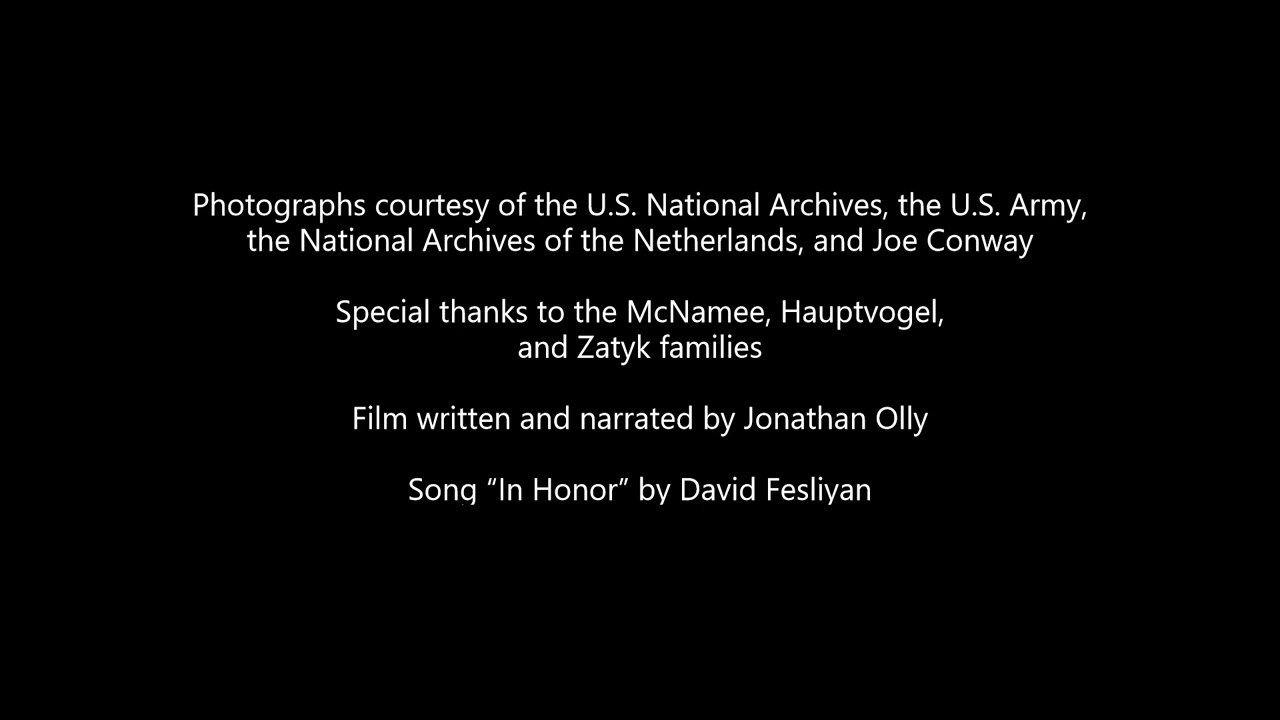 Photographs courtesy of the U.S. National Archives, the U.S. Army,
the National Archives of the Netherlands, and Joe Conway
Special thanks to the McNamee, Hauptvogel,
and Zatyk families
Film written and narrated by Jonathan Olly
Song “In Honor” by David Fesliyan